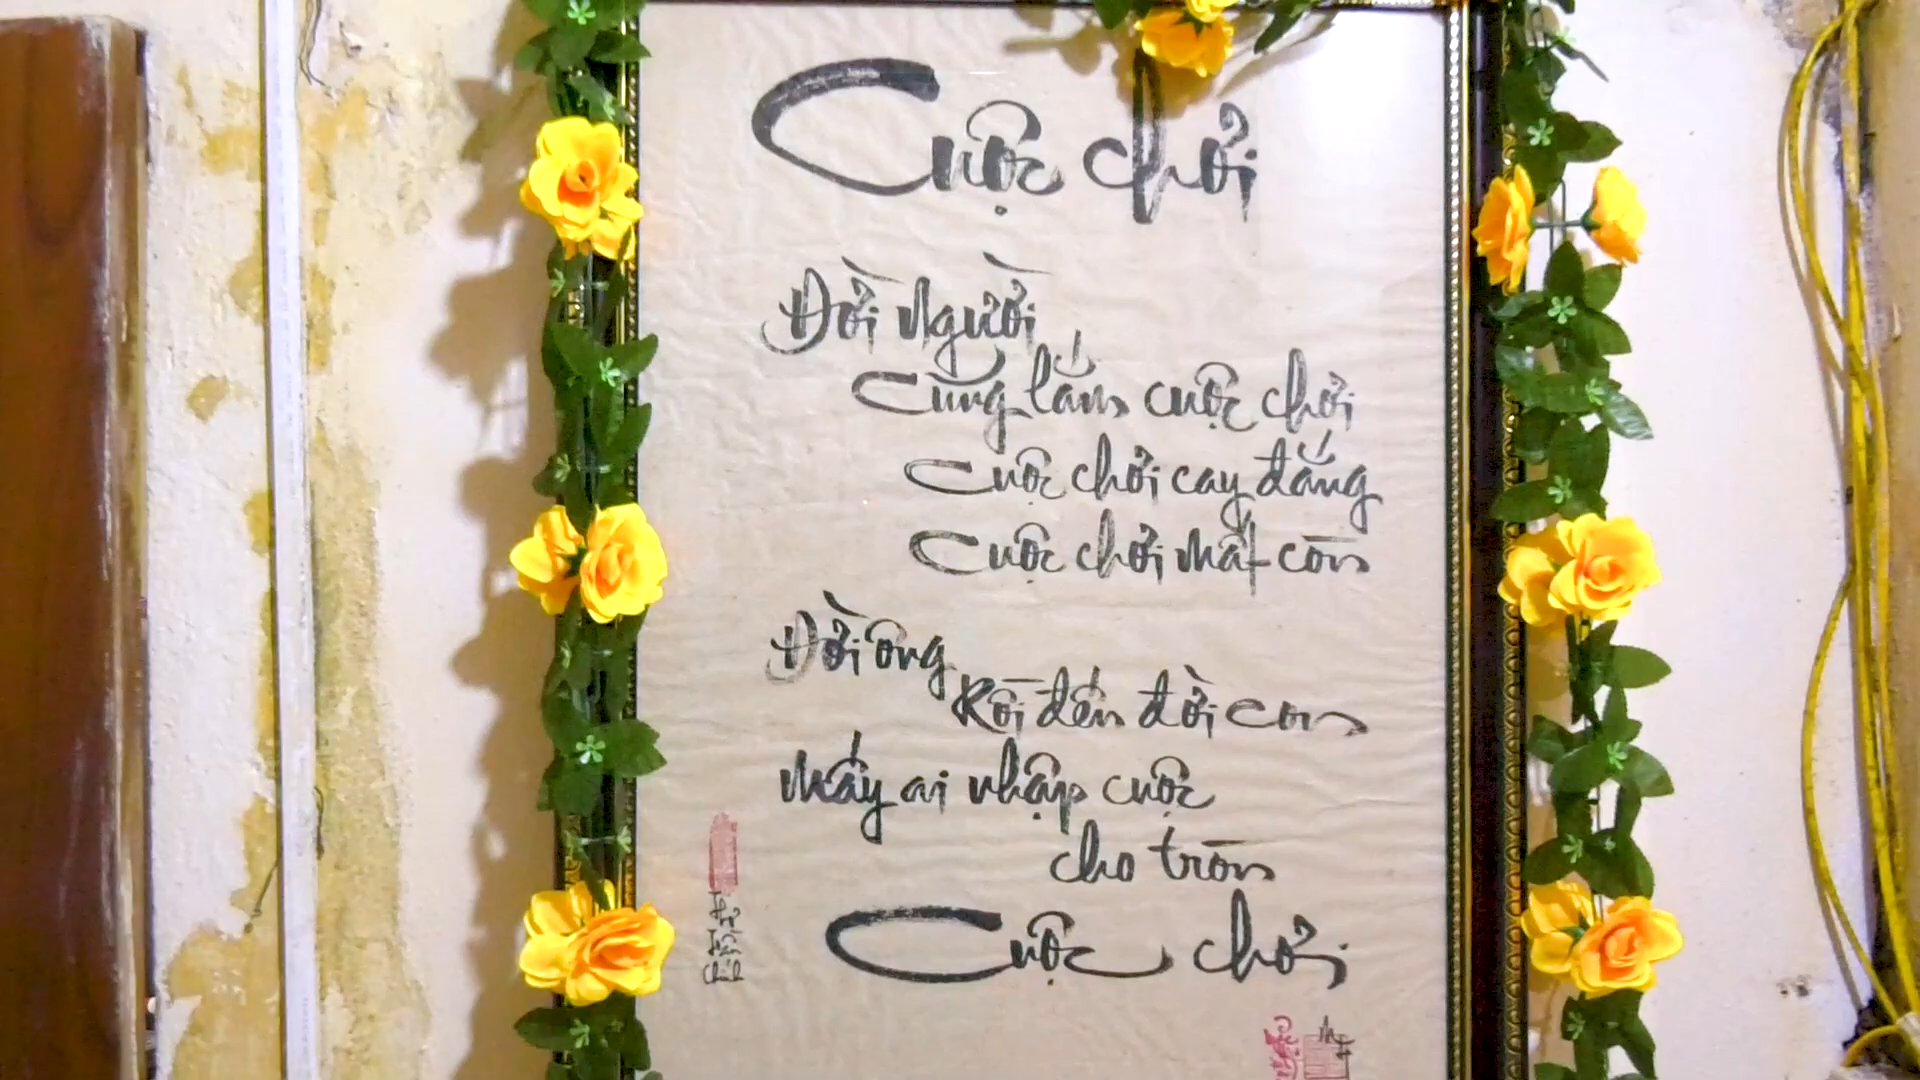 Cuộc chơi
Đời người
Cũng lắm cuộc chơi
Cuộc chơi cay đắng
Cuộc chơi mất còn
Đời ông
Rồi đến đời con
Mấy ai nhập cuộc
cho tròn
Cuộc chơi